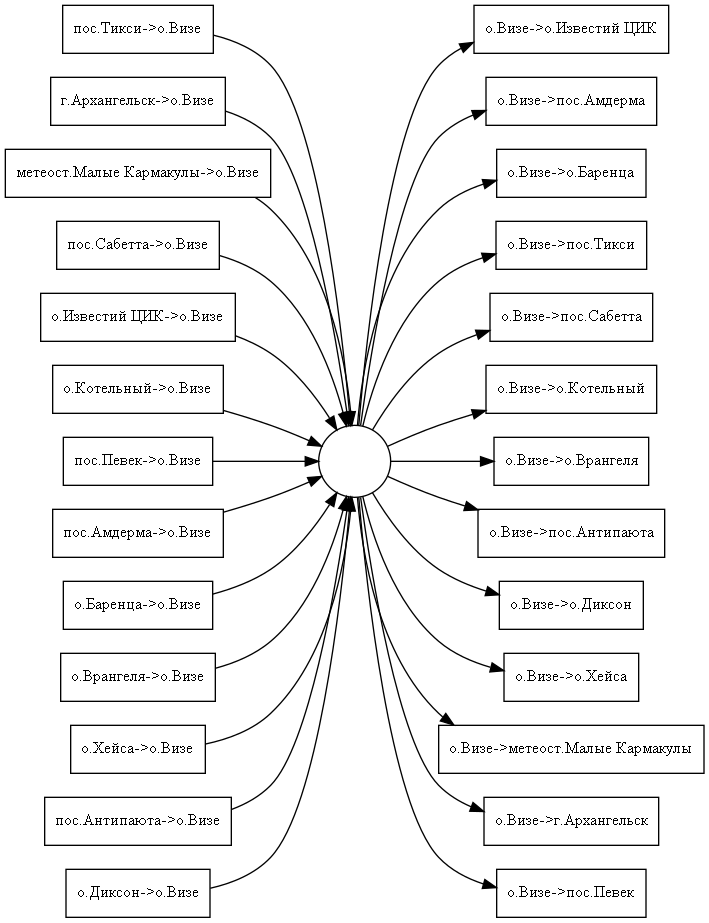 пос.Тикси->о.Визе
г.Архангельск->о.Визе
метеост.Малые Кармакулы->о.Визе
пос.Сабетта->о.Визе
о.Известий ЦИК->о.Визе
о.Котельный->о.Визе
пос.Певек->о.Визе
пос.Амдерма->о.Визе
о.Баренца->о.Визе
о.Врангеля->о.Визе
о.Хейса->о.Визе
пос.Антипаюта->о.Визе
о.Диксон->о.Визе
о.Визе->о.Известий ЦИК
о.Визе->пос.Амдерма
о.Визе->о.Баренца
о.Визе->пос.Тикси
о.Визе->пос.Сабетта
о.Визе->о.Котельный
о.Визе->о.Врангеля
о.Визе->пос.Антипаюта
о.Визе->о.Диксон
о.Визе->о.Хейса
о.Визе->метеост.Малые Кармакулы
о.Визе->г.Архангельск
о.Визе->пос.Певек